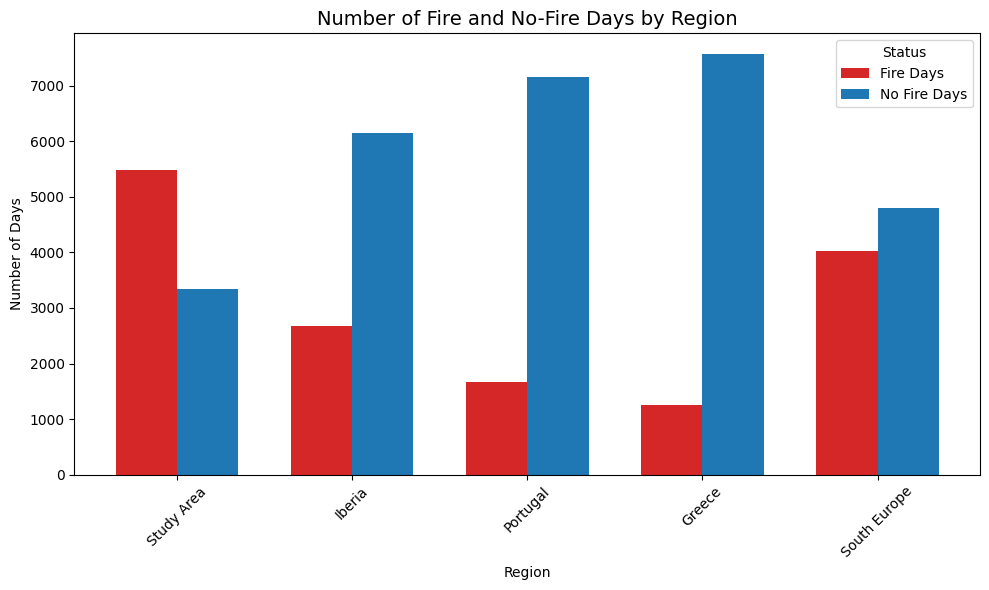 Number of Fire and No-Fire Days by Region
Status
Fire Days
No Fire Days
Number of Days
7000
6000
5000
4000
3000
2000
1000
0
Study Area
Iberia
Portugal
Greece
South Europe
Region